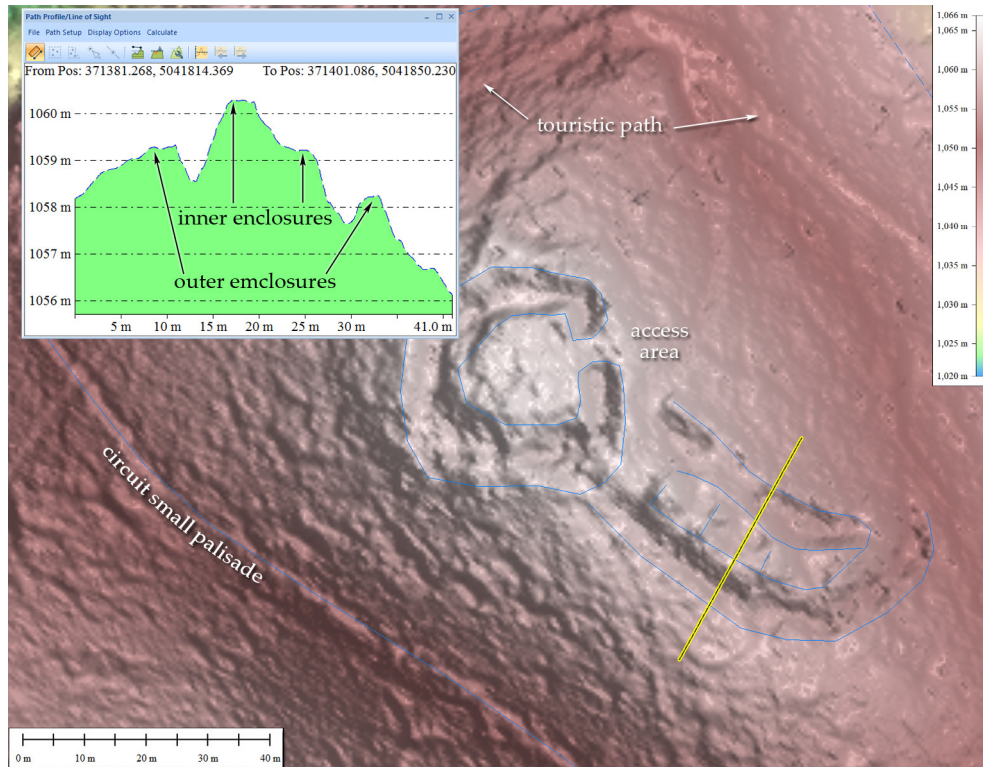 Path Profile/Line of Sight
File Path Setup Display Options Calculate
From Pos: 371381.268, 5041814.369 To Pos: 371401.086, 5041850.230
1060 m
1059 m
1058 m
1057 m
1056 m
inner enclosures
outer emclosures
5 m 10 m 15 m 20 m 25 m 30 m 41.0 m
touristic path
access
area
circuit small palisade
1,066 m
1,065 m
1,060 m
1,055 m
1,050 m
1,045 m
1,040 m
1,035 m
1,030 m
1,025 m
1,020 m
0 m 10 m 20 m 30 m 40 m